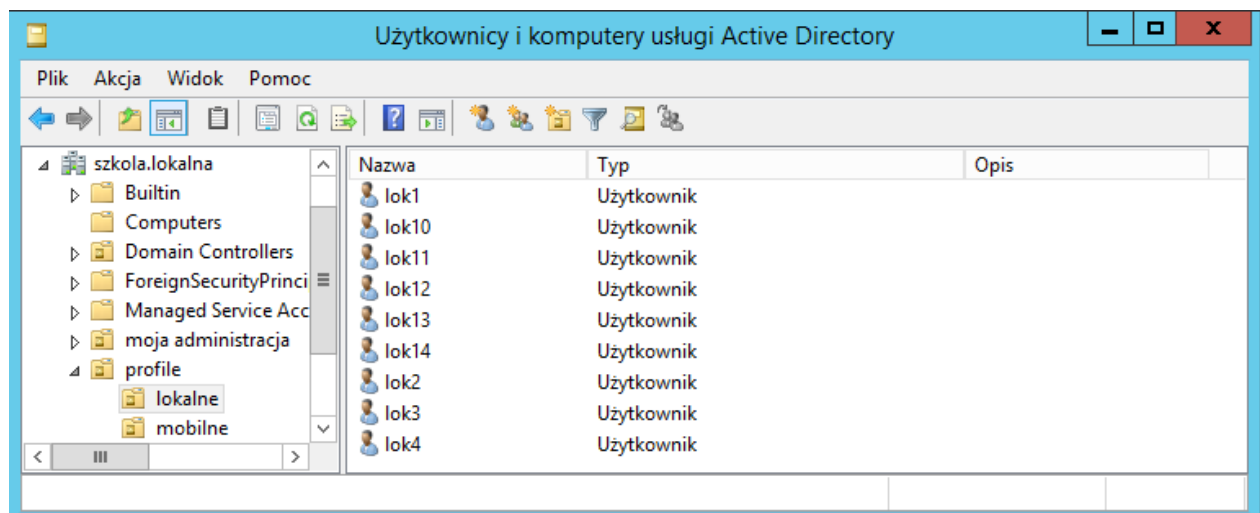 Użytkownicy i komputery usługi Active Directory
Plik Akcja Widok Pomoc
szkola.lokalna
Builtin
Computers
Domain Controllers
ForeignSecurityPrinci
Managed Service Acc
moja administracja
profile
lokalne
mobilne
Nazwa Typ Opis
lok1 Użytkownik
lok10 Użytkownik
lok11 Użytkownik
lok12 Użytkownik
lok13 Użytkownik
lok14 Użytkownik
lok2 Użytkownik
lok3 Użytkownik
lok4 Użytkownik